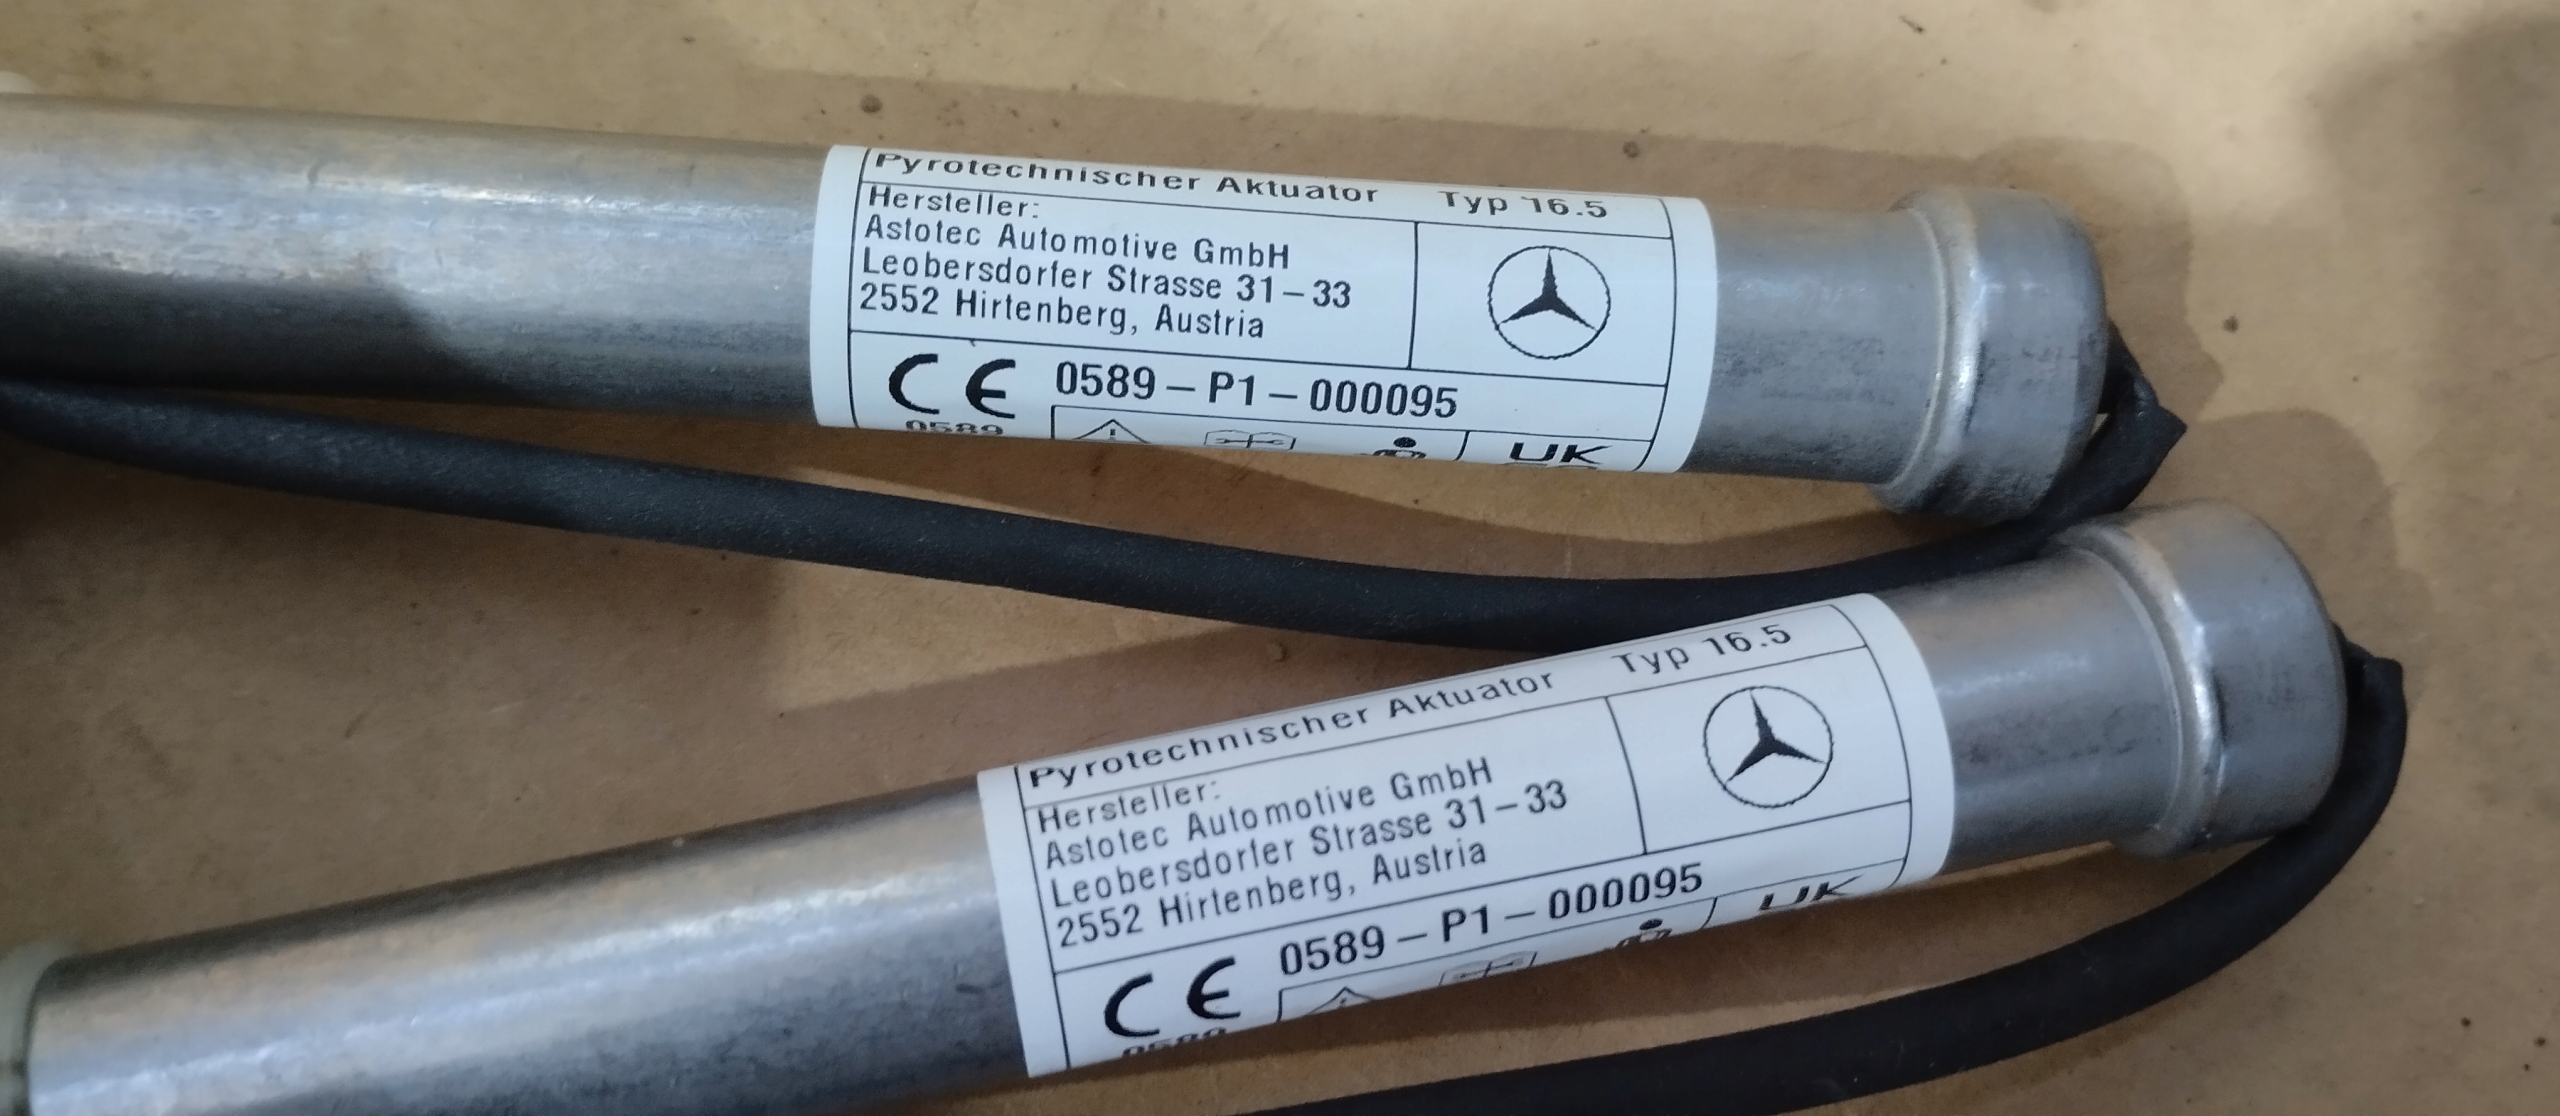 Pyrotechnischer Aktuator Typ 16.5
Hersteller:
Astotec Automotive GmbH
Leobersdorfer Strasse 31-33
2552 Hirtenberg, Austria
CE 0589-P1-000095
0589
UK
Pyrotechnischer Aktuator Typ 16.5
Hersteller:
Astotec Automotive GmbH
Leobersdorfer Strasse 31-33
2552 Hirtenberg, Austria
CE 0589-P1-000095
0589
UK